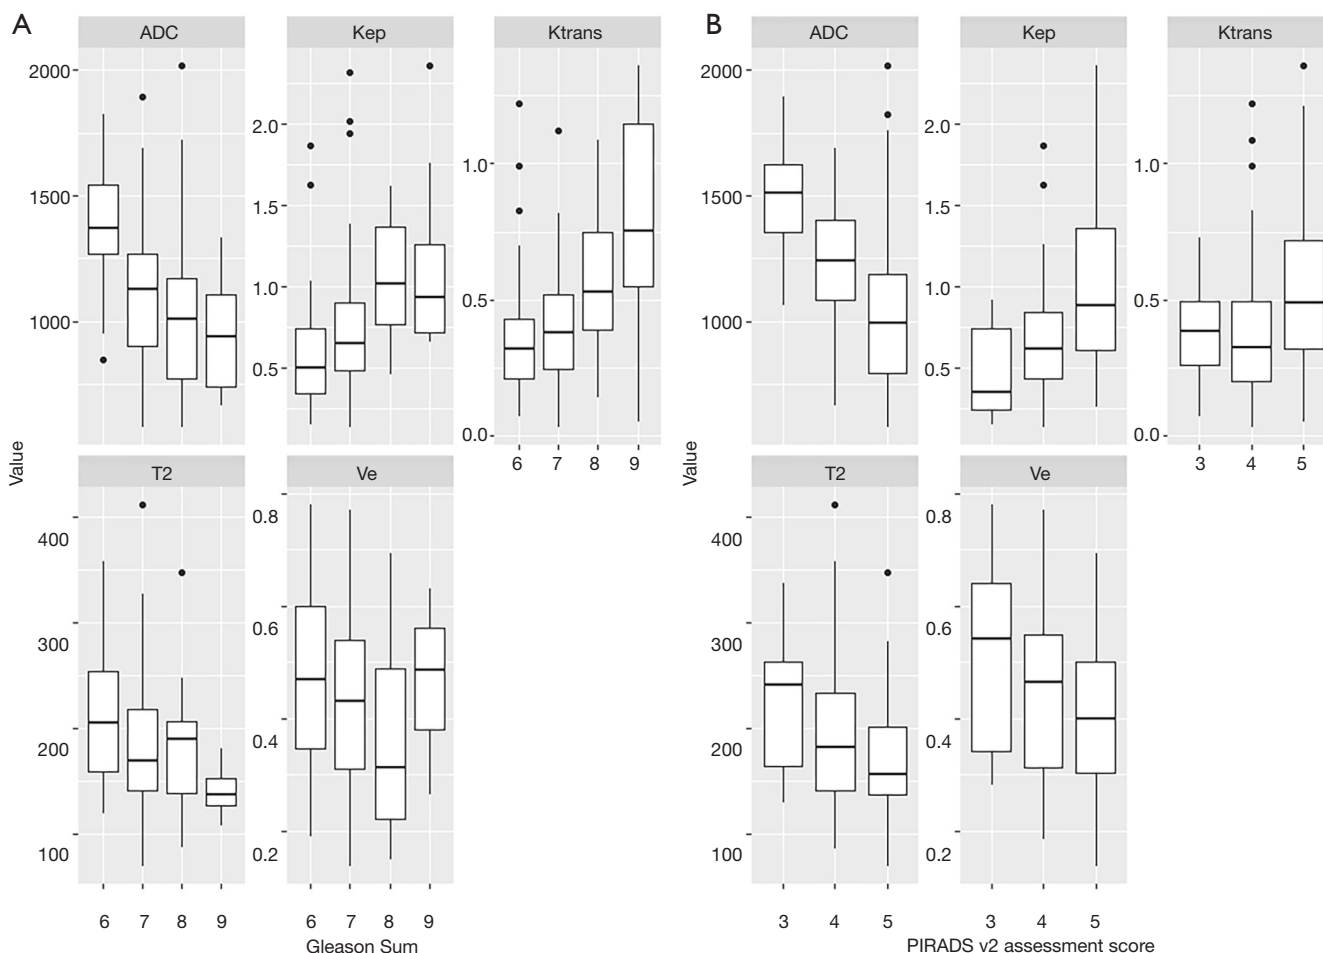 A
B
ADC
Kep
Ktrans
ADC
Kep
Ktrans
2000
1500
1000
2.0
1.5
1.0
0.5
1.0
0.5
0.0
6 7 8 9
2000
1500
1000
2.0
1.5
1.0
0.5
1.0
0.5
0.0
3 4 5
Value
Value
T2
Ve
T2
Ve
400
300
200
100
0.8
0.6
0.4
0.2
400
300
200
100
0.8
0.6
0.4
0.2
6 7 8 9
6 7 8 9
3 4 5
3 4 5
Gleason Sum
PIRADS v2 assessment score